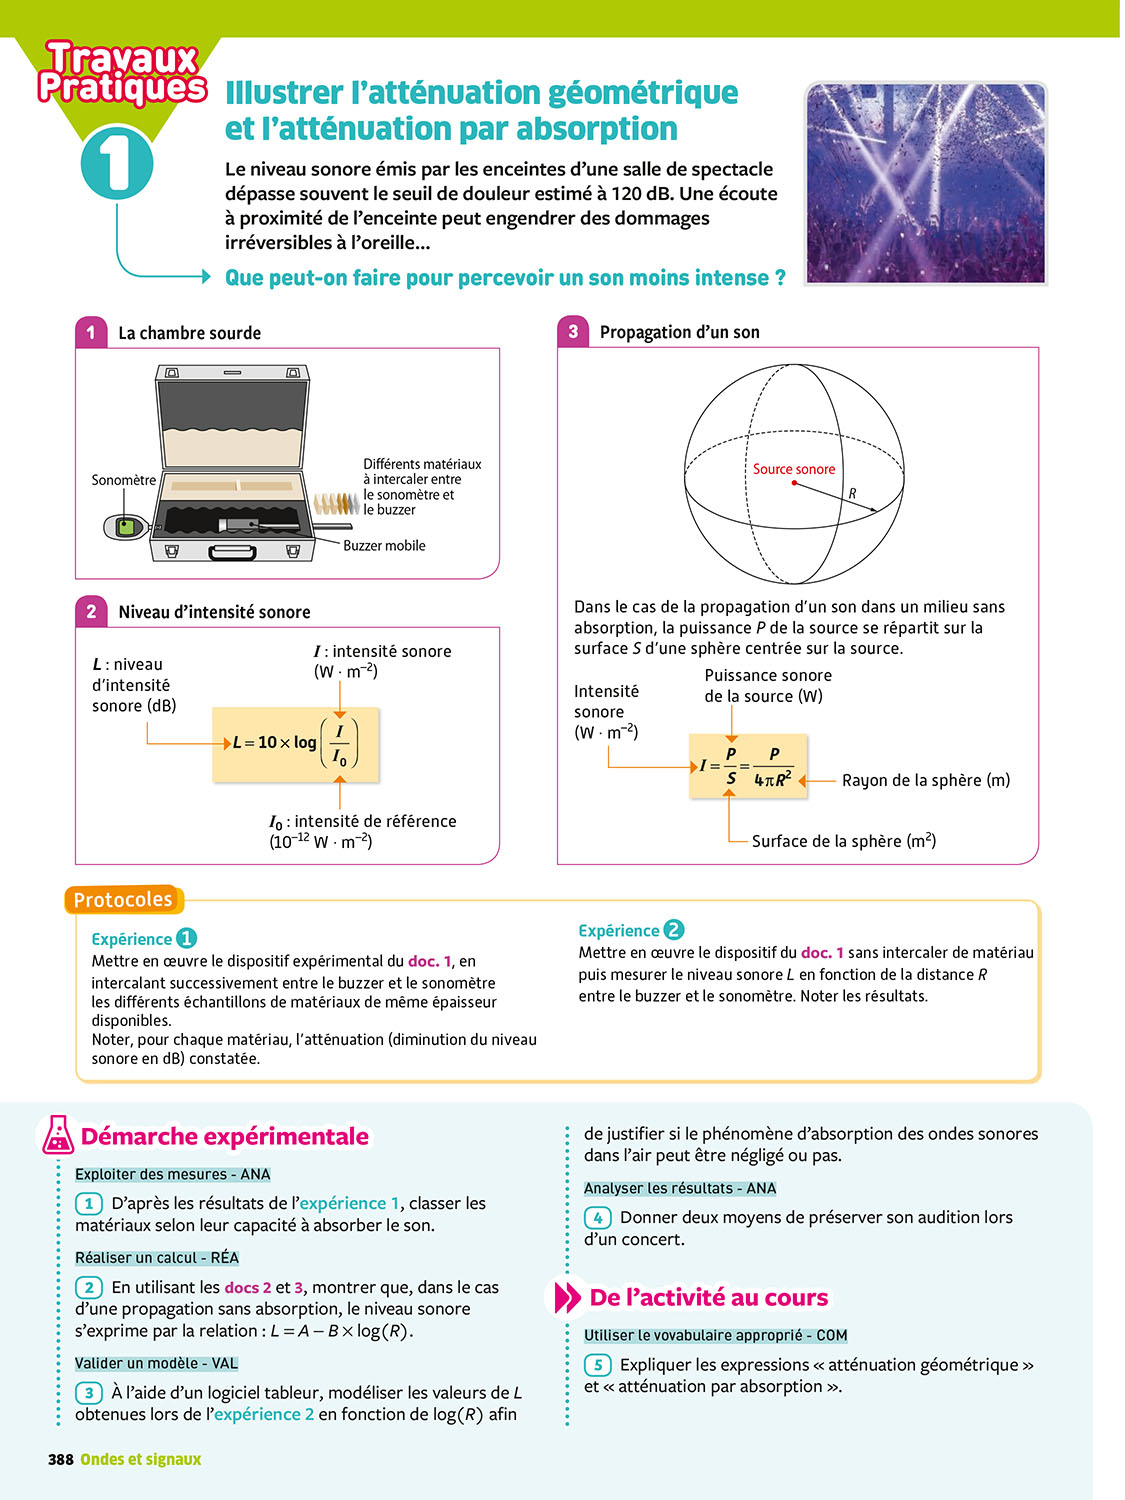 Travaux
Pratiques
1
Illustrer l'atténuation géométrique
et l'atténuation par absorption
Le niveau sonore émis par les enceintes d'une salle de spectacle
dépasse souvent le seuil de douleur estimé à 120 dB. Une écoute
à proximité de l'enceinte peut engendrer des dommages
irréversibles à l'oreille...
Que peut-on faire pour percevoir un son moins intense ?
1 La chambre sourde
Sonomètre
Différents matériaux
à intercaler entre
le sonomètre et
le buzzer
Buzzer mobile
2 Niveau d'intensité sonore
L : niveau
d'intensité
sonore (dB)
I : intensité sonore
(W · m⁻²)
L = 10 × log (I / I₀)
I₀ : intensité de référence
(10⁻¹² W · m⁻²)
3 Propagation d'un son
Source sonore
R
Dans le cas de la propagation d'un son dans un milieu sans
absorption, la puissance P de la source se répartit sur la
surface S d'une sphère centrée sur la source.
Intensité
sonore
(W · m⁻²)
Puissance sonore
de la source (W)
I = P / S = P / 4πR²
Rayon de la sphère (m)
Surface de la sphère (m²)
Protocoles
Expérience 1
Mettre en œuvre le dispositif expérimental du doc. 1, en
intercalant successivement entre le buzzer et le sonomètre
les différents échantillons de matériaux de même épaisseur
disponibles.
Noter, pour chaque matériau, l'atténuation (diminution du niveau
sonore en dB) constatée.
Expérience 2
Mettre en œuvre le dispositif du doc. 1 sans intercaler de matériau
puis mesurer le niveau sonore L en fonction de la distance R
entre le buzzer et le sonomètre. Noter les résultats.
Démarche expérimentale
Exploiter des mesures - ANA
1 D'après les résultats de l'expérience 1, classer les
matériaux selon leur capacité à absorber le son.
Réaliser un calcul - RÉA
2 En utilisant les docs 2 et 3, montrer que, dans le cas
d'une propagation sans absorption, le niveau sonore
s'exprime par la relation : L = A – B × log(R).
Valider un modèle - VAL
3 À l'aide d'un logiciel tableur, modéliser les valeurs de L
obtenues lors de l'expérience 2 en fonction de log(R) afin
de justifier si le phénomène d'absorption des ondes sonores
dans l'air peut être négligé ou pas.
Analyser les résultats - ANA
4 Donner deux moyens de préserver son audition lors
d'un concert.
De l'activité au cours
Utiliser le vovabulaire approprié - COM
5 Expliquer les expressions « atténuation géométrique »
et « atténuation par absorption ».
388 Ondes et signaux